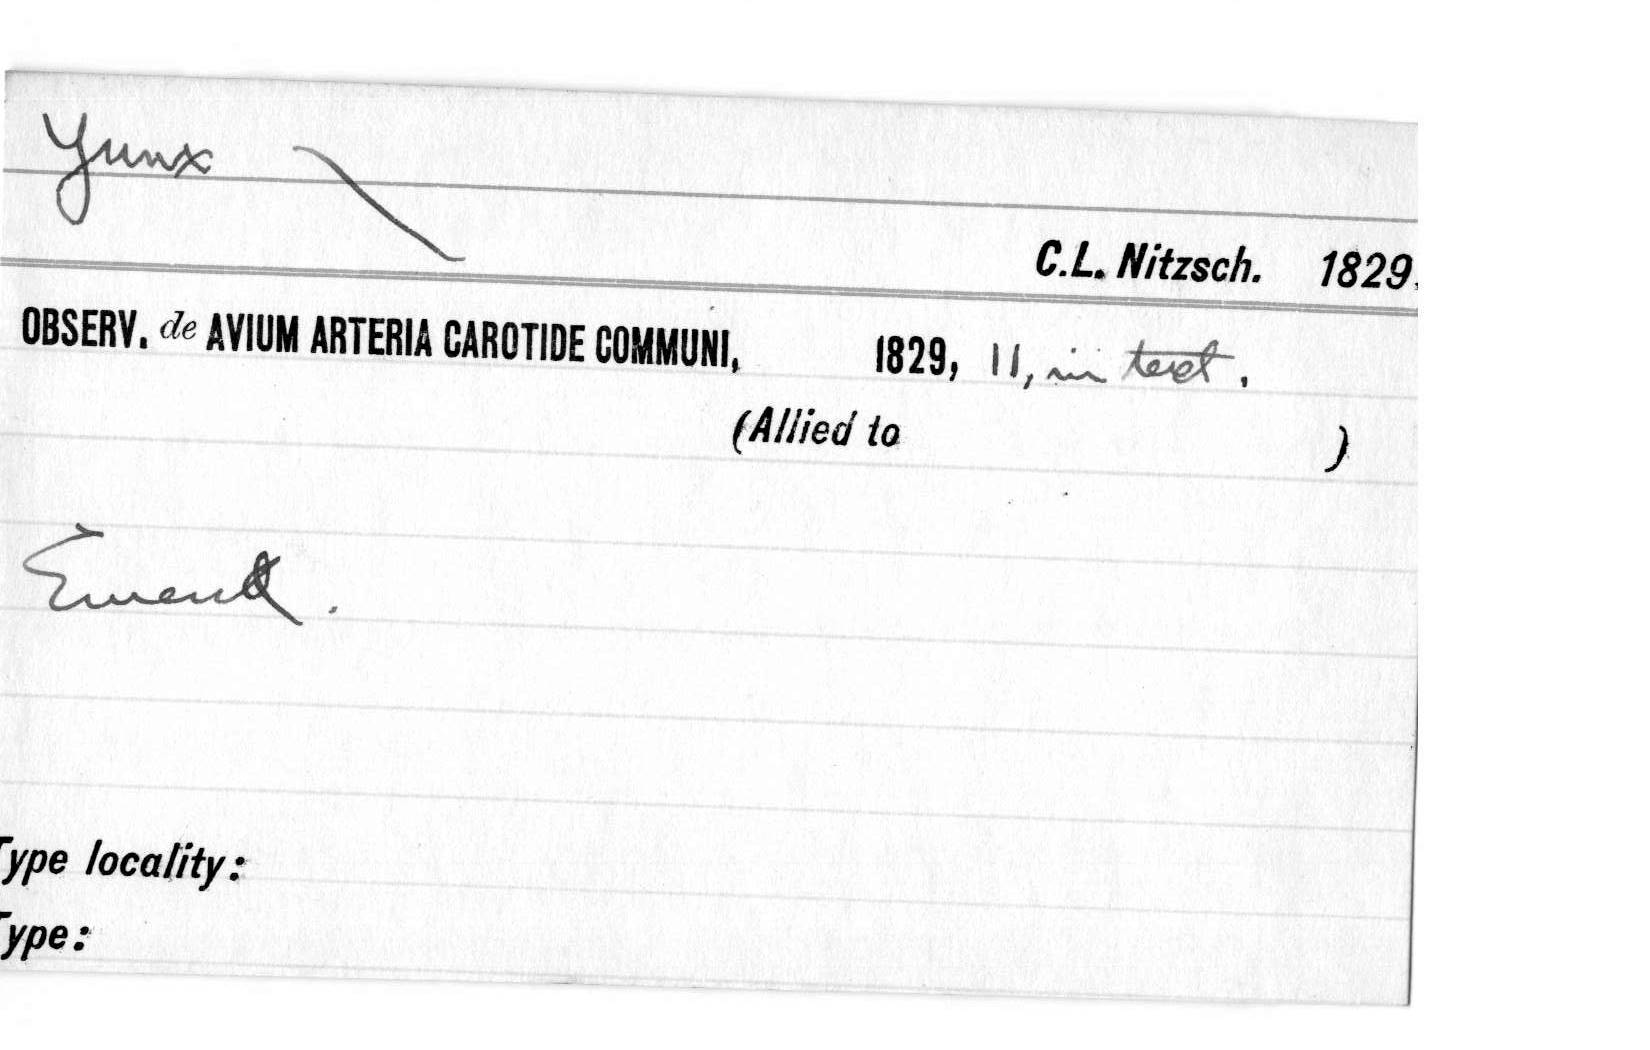 Yunx
C.L. Nitzsch. 1829.
OBSERV. de AVIUM ARTERIA CAROTIDE COMMUNI, 1829, 11, in text.
(Allied to )
Emend.
Type locality:
Type: